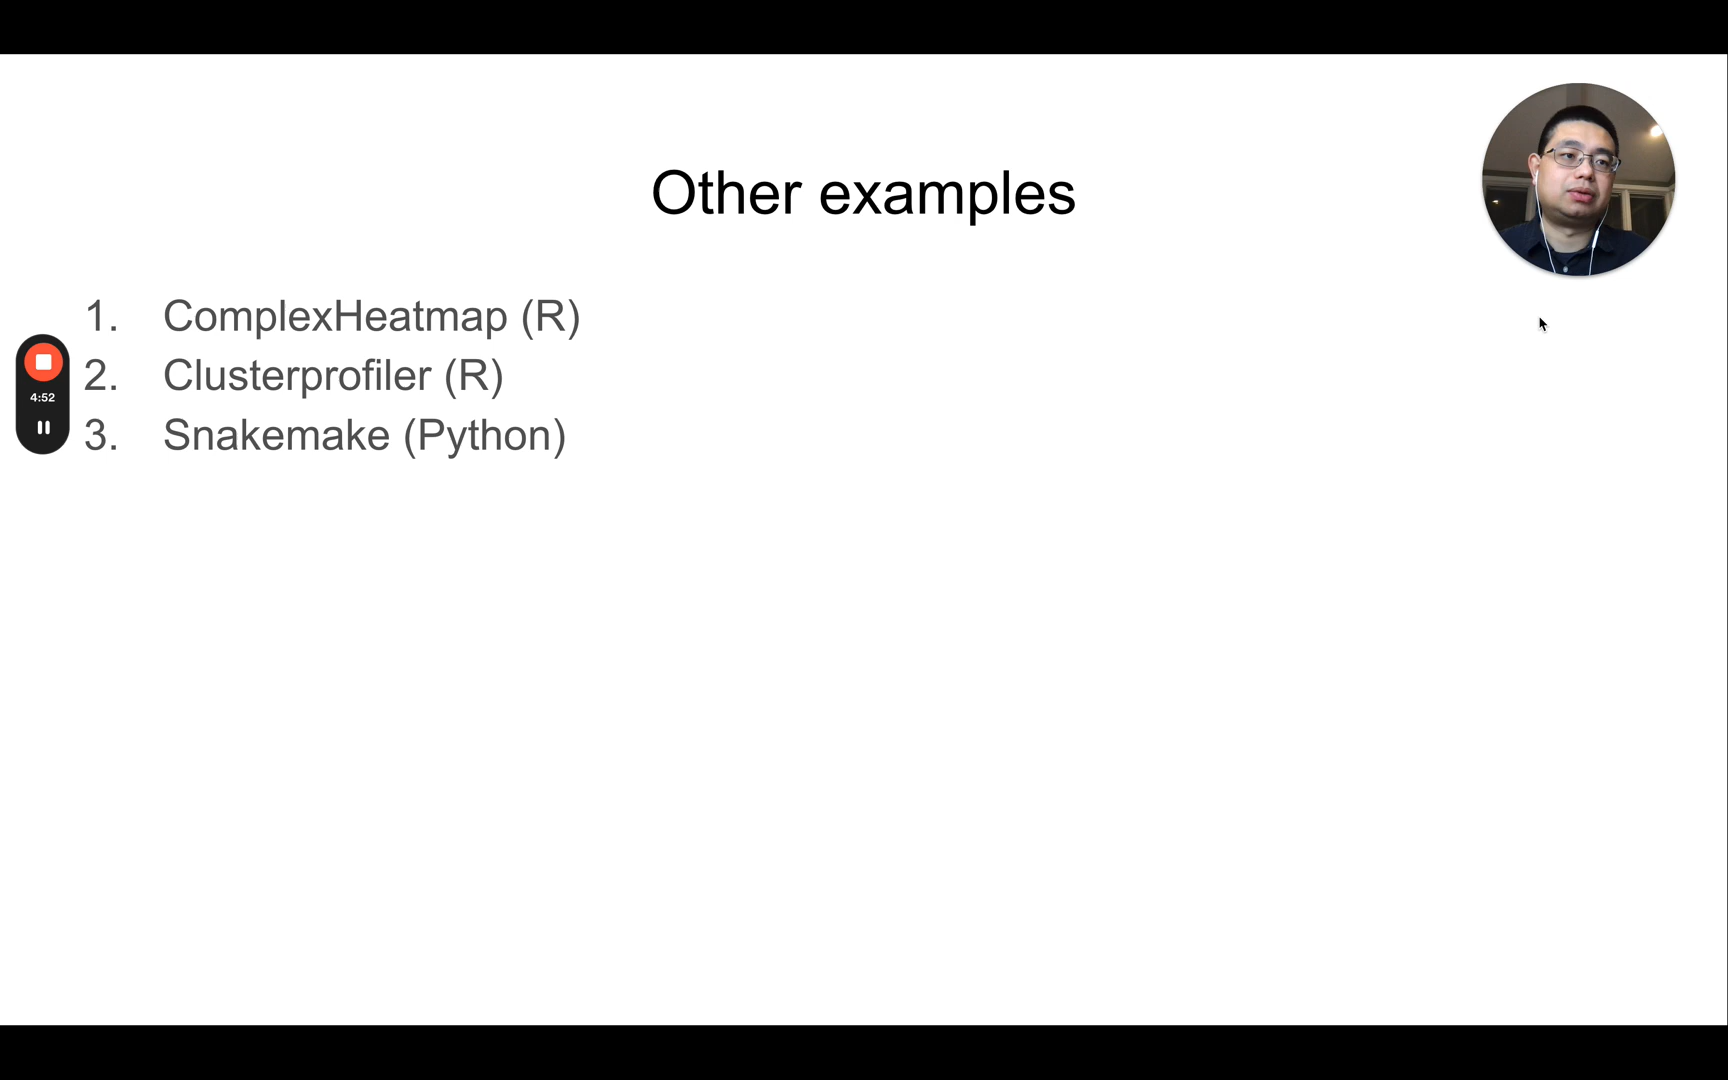 Other examples
1. ComplexHeatmap (R)
2. Clusterprofiler (R)
3. Snakemake (Python)
4:52